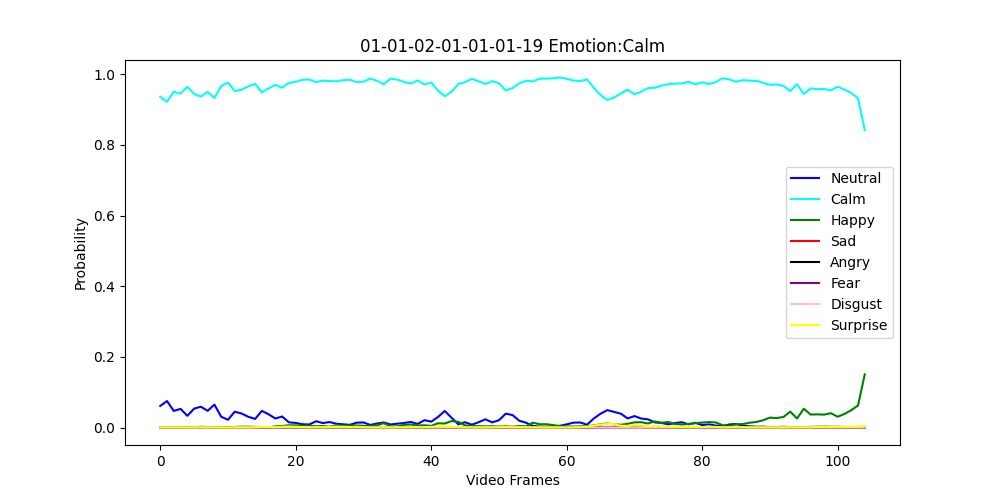 01-01-02-01-01-01-19 Emotion:Calm
Probability
1.0
0.8
0.6
0.4
0.2
0.0
Neutral
Calm
Happy
Sad
Angry
Fear
Disgust
Surprise
0 20 40 60 80 100
Video Frames